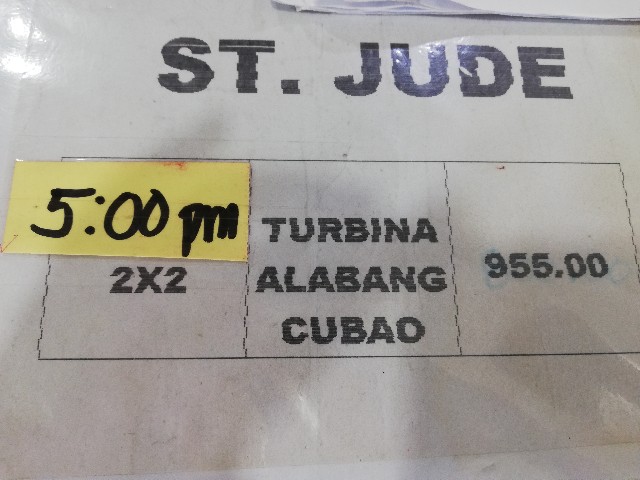 ST. JUDE
5:00 pm
2X2
TURBINA
ALABANG
CUBAO
955.00